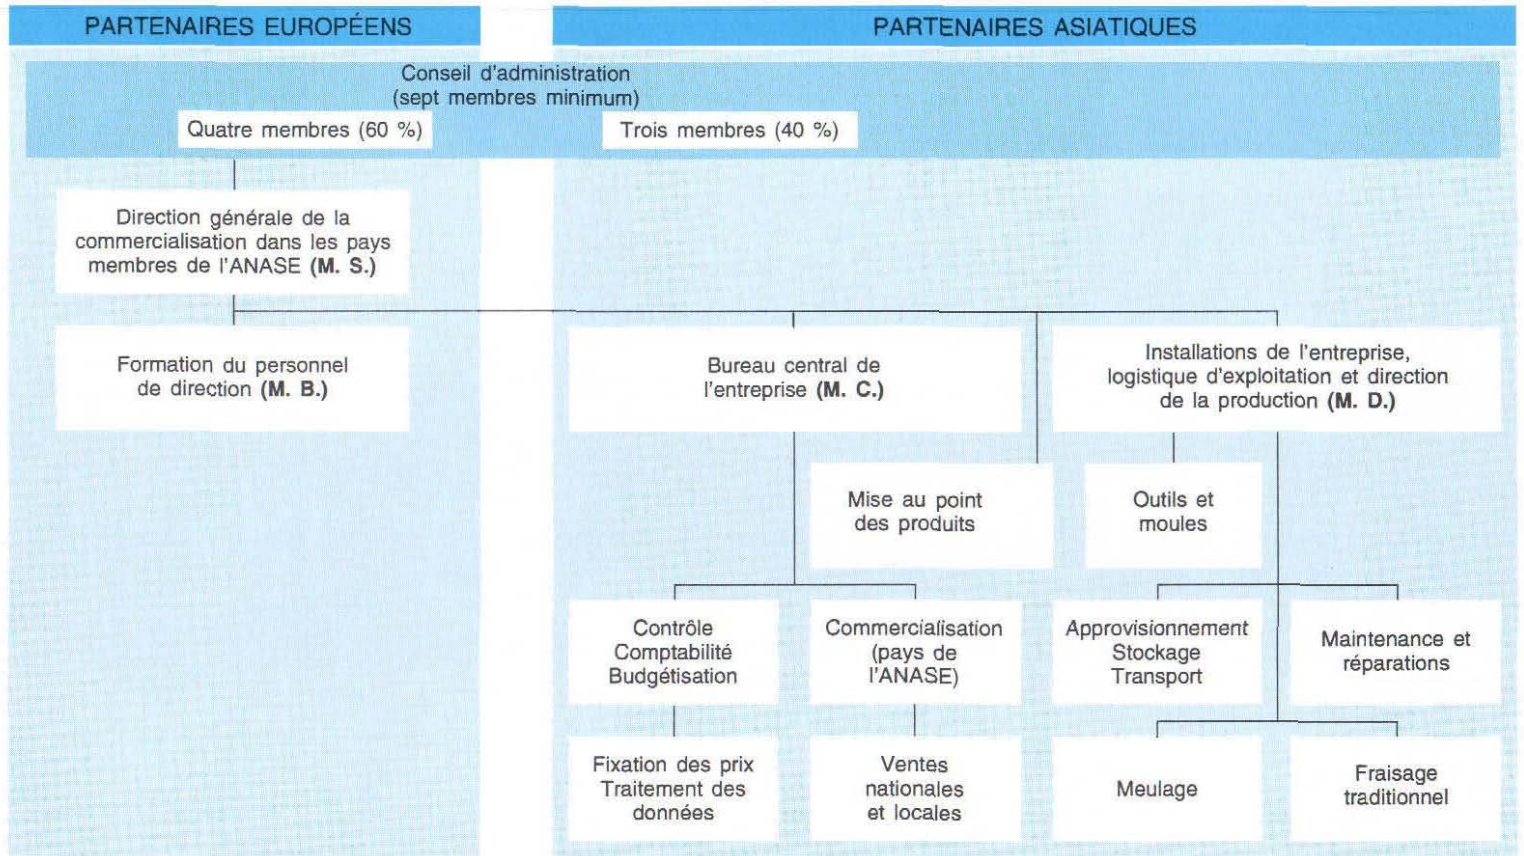 PARTENAIRES EUROPÉENS
PARTENAIRES ASIATIQUES
Conseil d'administration
(sept membres minimum)
Quatre membres (60 %)
Trois membres (40 %)
Direction générale de la
commercialisation dans les pays
membres de l'ANASE (M. S.)
Formation du personnel
de direction (M. B.)
Bureau central de
l'entreprise (M. C.)
Installations de l'entreprise,
logistique d'exploitation et direction
de la production (M. D.)
Mise au point
des produits
Outils et
moules
Contrôle
Comptabilité
Budgétisation
Commercialisation
(pays de
l'ANASE)
Approvisionnement
Stockage
Transport
Maintenance et
réparations
Fixation des prix
Traitement des
données
Ventes
nationales
et locales
Meulage
Fraisage
traditionnel